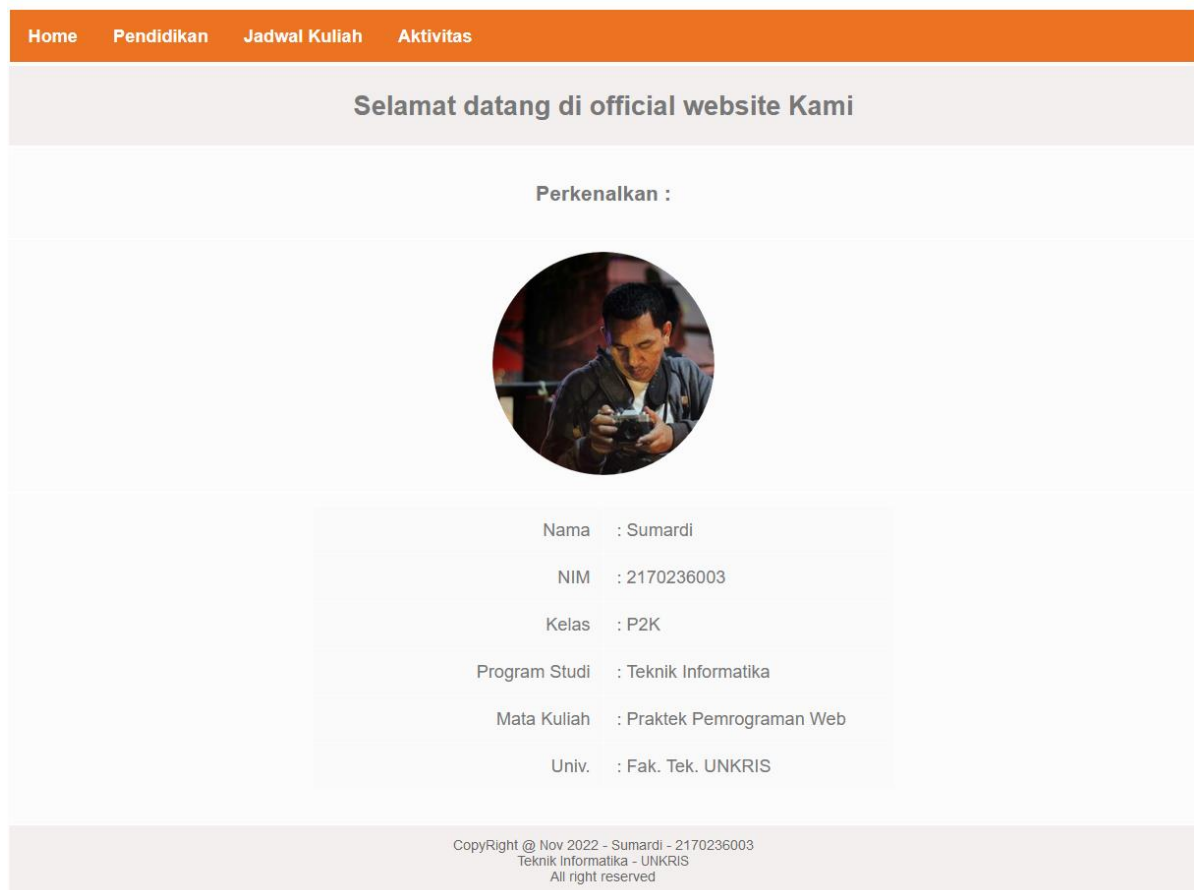 Home Pendidikan Jadwal Kuliah Aktivitas
Selamat datang di official website Kami
Perkenalkan :
Nama : Sumardi
NIM : 2170236003
Kelas : P2K
Program Studi : Teknik Informatika
Mata Kuliah : Praktek Pemrograman Web
Univ. : Fak. Tek. UNKRIS
CopyRight @ Nov 2022 - Sumardi - 2170236003
Teknik Informatika - UNKRIS
All right reserved